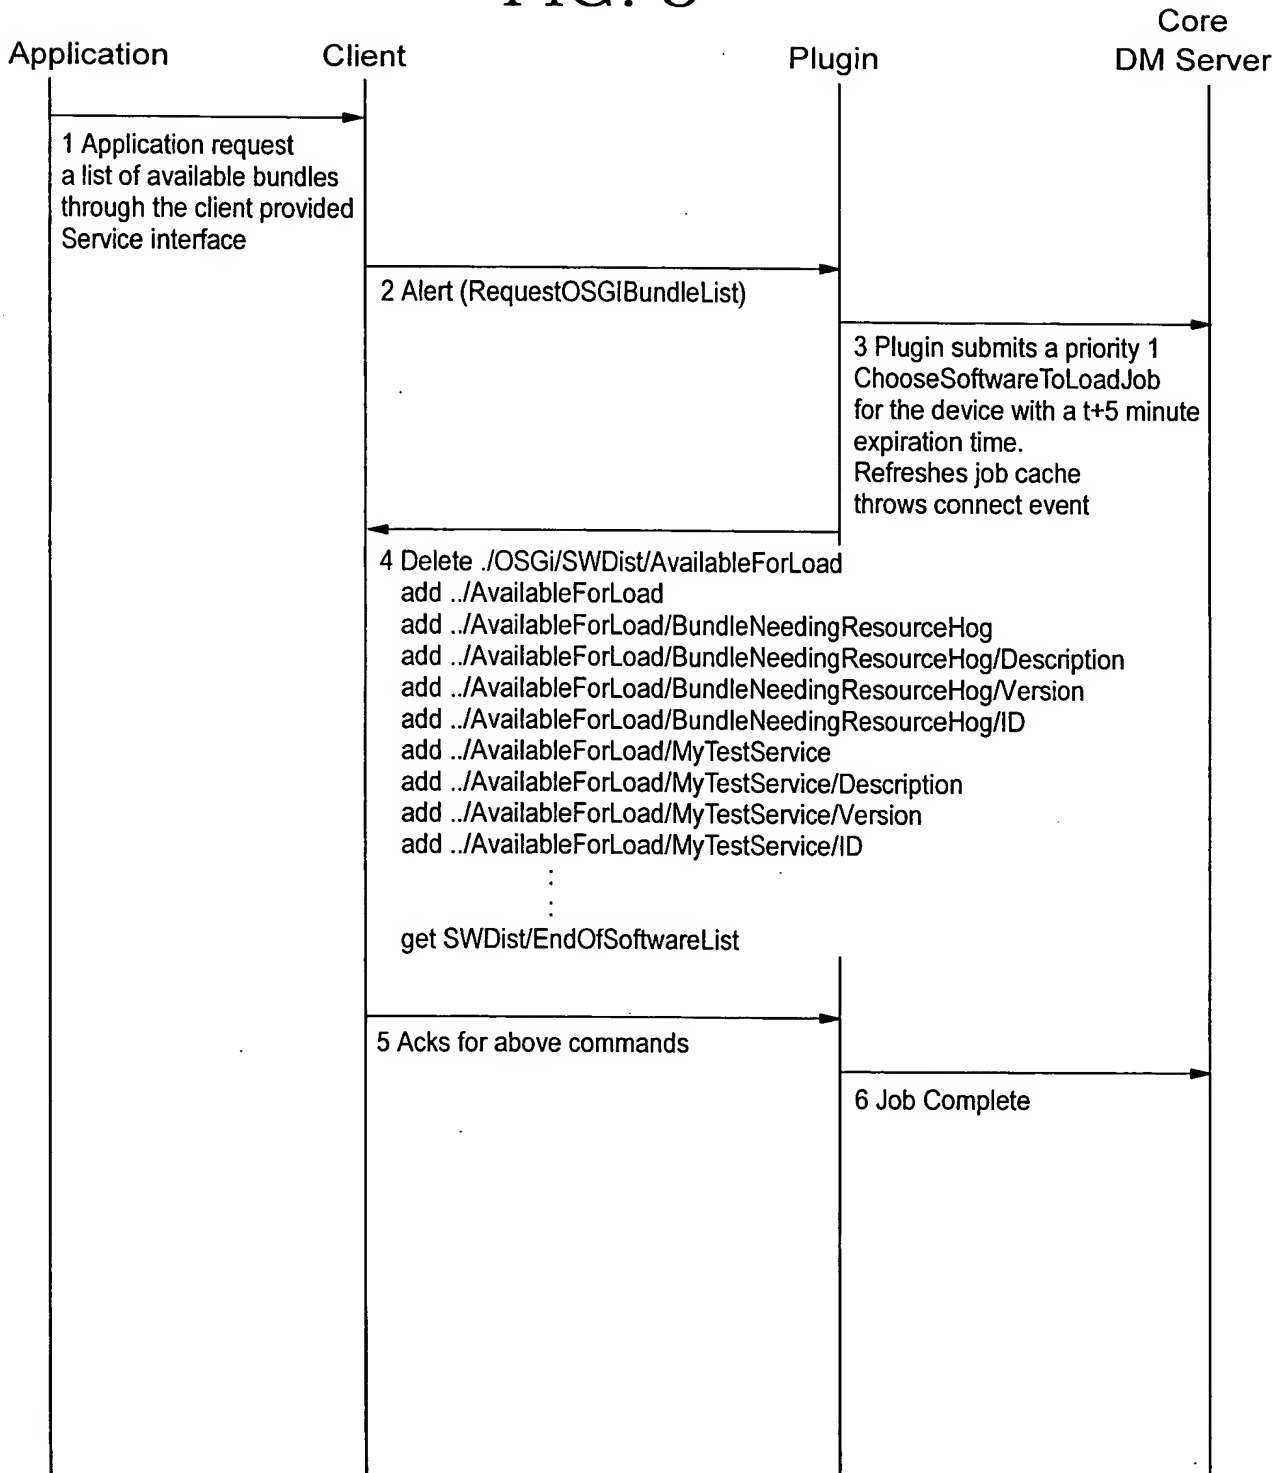 Core
Application Client Plugin DM Server
1 Application request
a list of available bundles
through the client provided
Service interface
2 Alert (RequestOSGIBundleList)
3 Plugin submits a priority 1
ChooseSoftwareToLoadJob
for the device with a t+5 minute
expiration time.
Refreshes job cache
throws connect event
4 Delete ./OSGi/SWDist/AvailableForLoad
add ../AvailableForLoad
add ../AvailableForLoad/BundleNeedingResourceHog
add ../AvailableForLoad/BundleNeedingResourceHog/Description
add ../AvailableForLoad/BundleNeedingResourceHog/Version
add ../AvailableForLoad/BundleNeedingResourceHog/ID
add ../AvailableForLoad/MyTestService
add ../AvailableForLoad/MyTestService/Description
add ../AvailableForLoad/MyTestService/Version
add ../AvailableForLoad/MyTestService/ID
get SWDist/EndOfSoftwareList
5 Acks for above commands
6 Job Complete